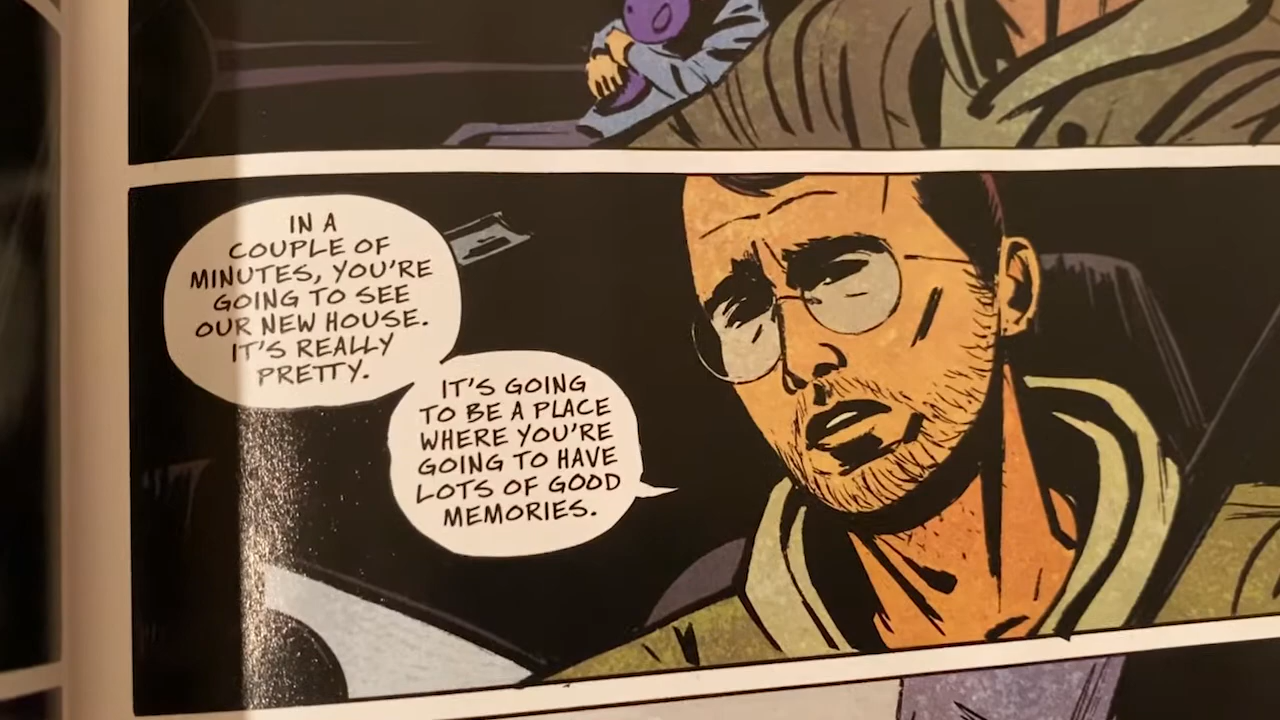 IN A
COUPLE OF
MINUTES, YOU'RE
GOING TO SEE
OUR NEW HOUSE.
IT'S REALLY
PRETTY.
IT'S GOING
TO BE A PLACE
WHERE YOU'RE
GOING TO HAVE
LOTS OF GOOD
MEMORIES.